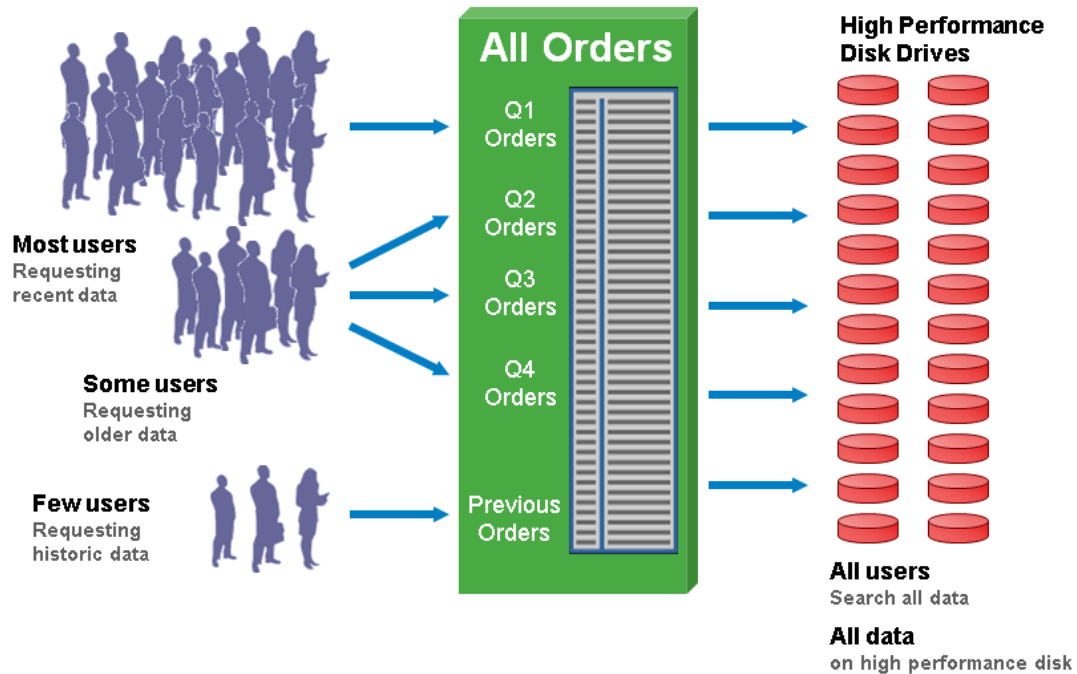 Most users
Requesting
recent data
Some users
Requesting
older data
Few users
Requesting
historic data
All Orders
Q1
Orders
Q2
Orders
Q3
Orders
Q4
Orders
Previous
Orders
High Performance
Disk Drives
All users
Search all data
All data
on high performance disk